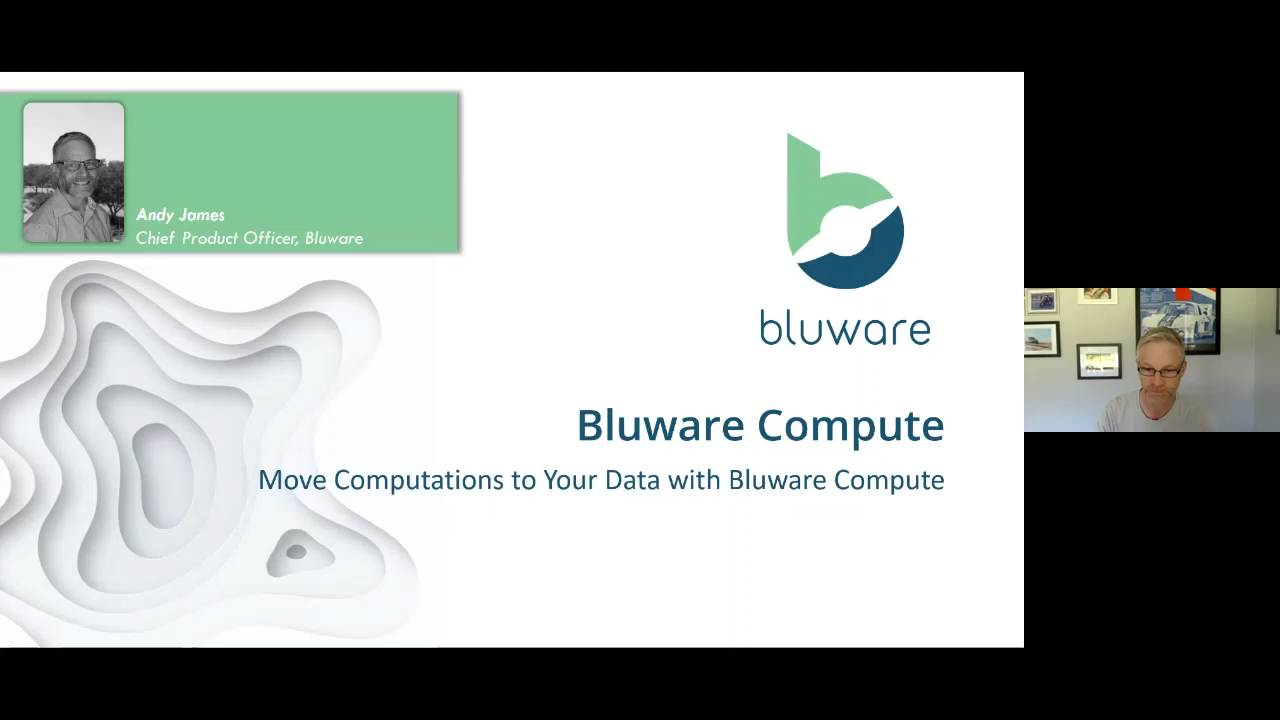 Andy James
Chief Product Officer, Bluware
bluware
Bluware Compute
Move Computations to Your Data with Bluware Compute